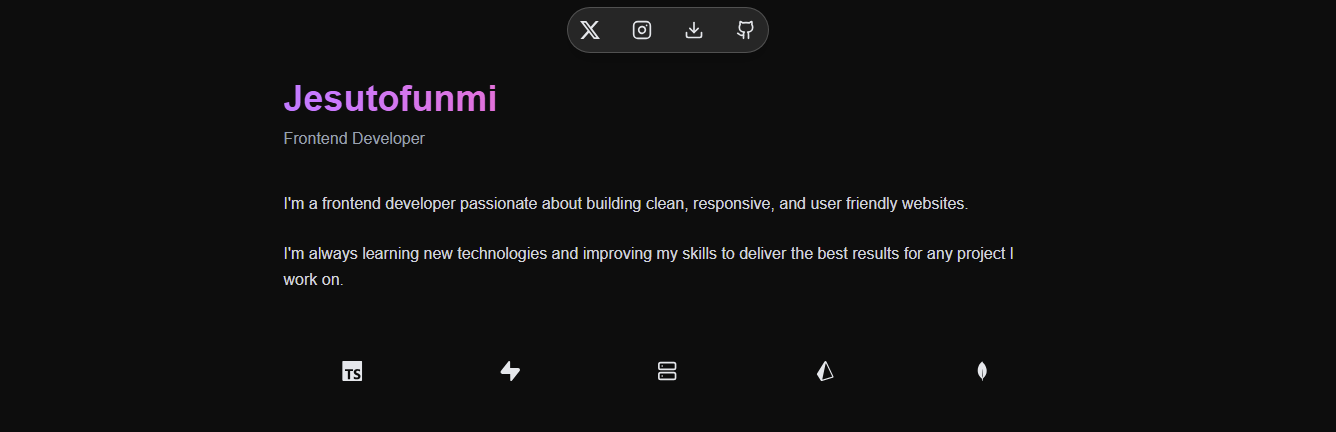 Jesutofunmi
Frontend Developer
I'm a frontend developer passionate about building clean, responsive, and user friendly websites.
I'm always learning new technologies and improving my skills to deliver the best results for any project I
work on.
TS